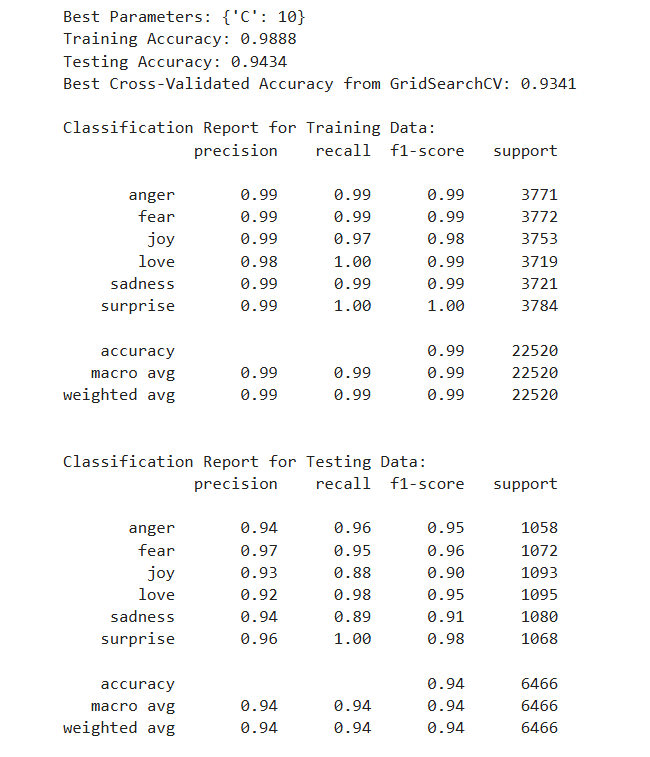 Best Parameters: {'C': 10}
Training Accuracy: 0.9888
Testing Accuracy: 0.9434
Best Cross-Validated Accuracy from GridSearchCV: 0.9341
Classification Report for Training Data:
precision recall f1-score support
anger 0.99 0.99 0.99 3771
fear 0.99 0.99 0.99 3772
joy 0.99 0.97 0.98 3753
love 0.98 1.00 0.99 3719
sadness 0.99 0.99 0.99 3721
surprise 0.99 1.00 1.00 3784
accuracy 0.99 22520
macro avg 0.99 0.99 0.99 22520
weighted avg 0.99 0.99 0.99 22520
Classification Report for Testing Data:
precision recall f1-score support
anger 0.94 0.96 0.95 1058
fear 0.97 0.95 0.96 1072
joy 0.93 0.88 0.90 1093
love 0.92 0.98 0.95 1095
sadness 0.94 0.89 0.91 1080
surprise 0.96 1.00 0.98 1068
accuracy 0.94 6466
macro avg 0.94 0.94 0.94 6466
weighted avg 0.94 0.94 0.94 6466